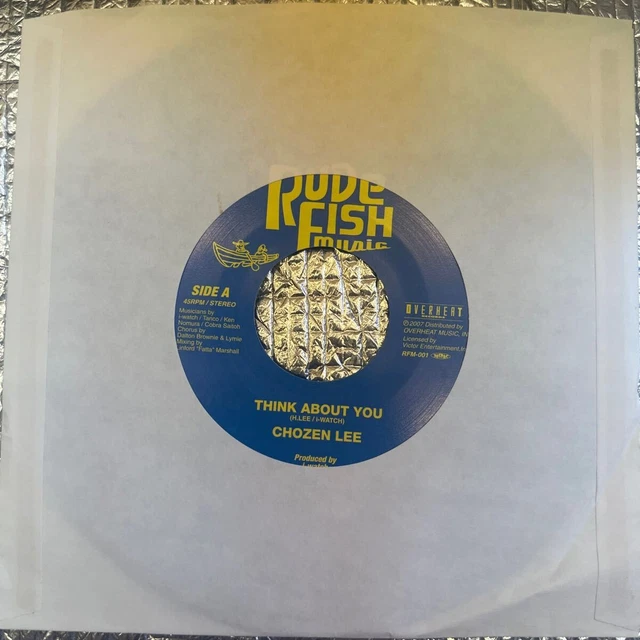 RUDE
FISH
MUSIC
SIDE A
45RPM / STEREO
Musicians by
i-watch / Tanco / Ken
Nomura / Cobra Saitoh
Chorus by
Dalton Browne & Lymie
Mixing by
"Fatta" Marshall
OVERHEAT
©2007 Distributed by
OVERHEAT MUSIC, IN
Licensed by
Victor Entertainment,
RFM-001
THINK ABOUT YOU
(H.LEE / i-WATCH)
CHOZEN LEE
Produced by
i-watch